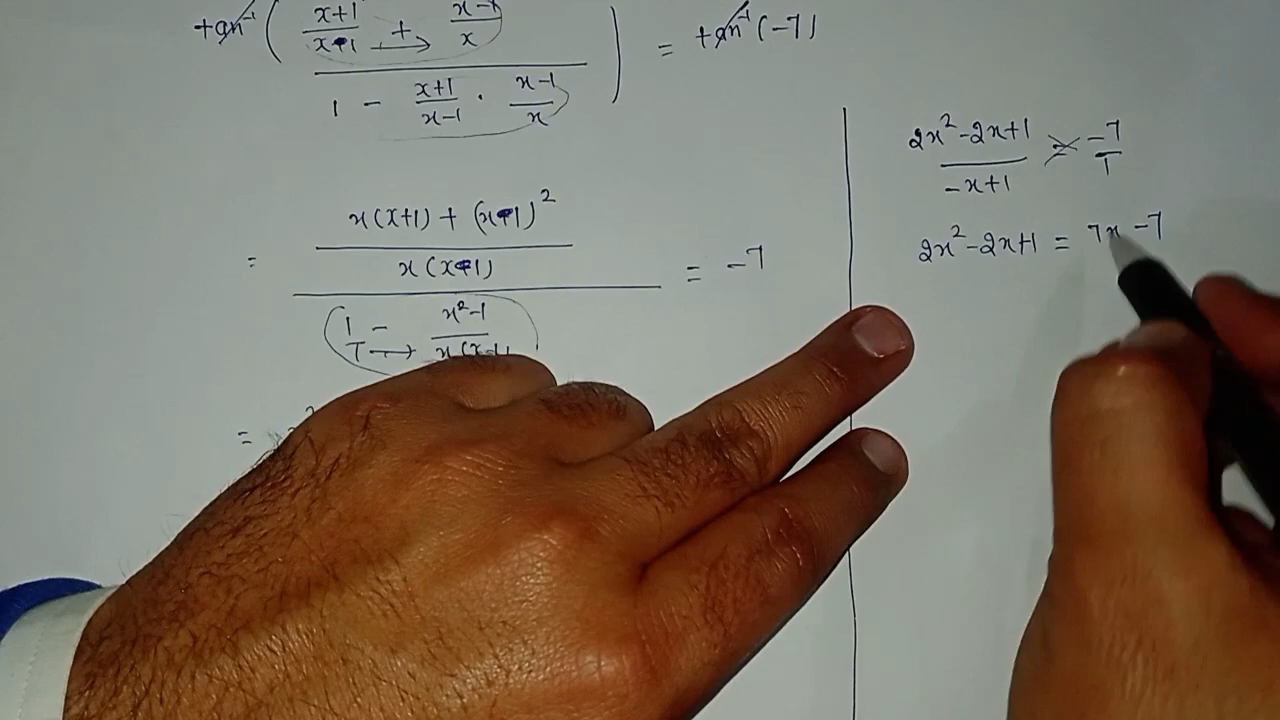 tan⁻¹ ( (x+1)/(x-1) + (x-1)/x ) / ( 1 - (x+1)/(x-1) · (x-1)/x ) = tan⁻¹ (-7)
= ( x(x+1) + (x-1)² ) / ( x(x-1) ) / ( 1/1 - (x²-1)/(x(x-1) ) = -7
=
(2x²-2x+1)/(-x+1) = -7/1
2x²-2x+1 = 7x-7